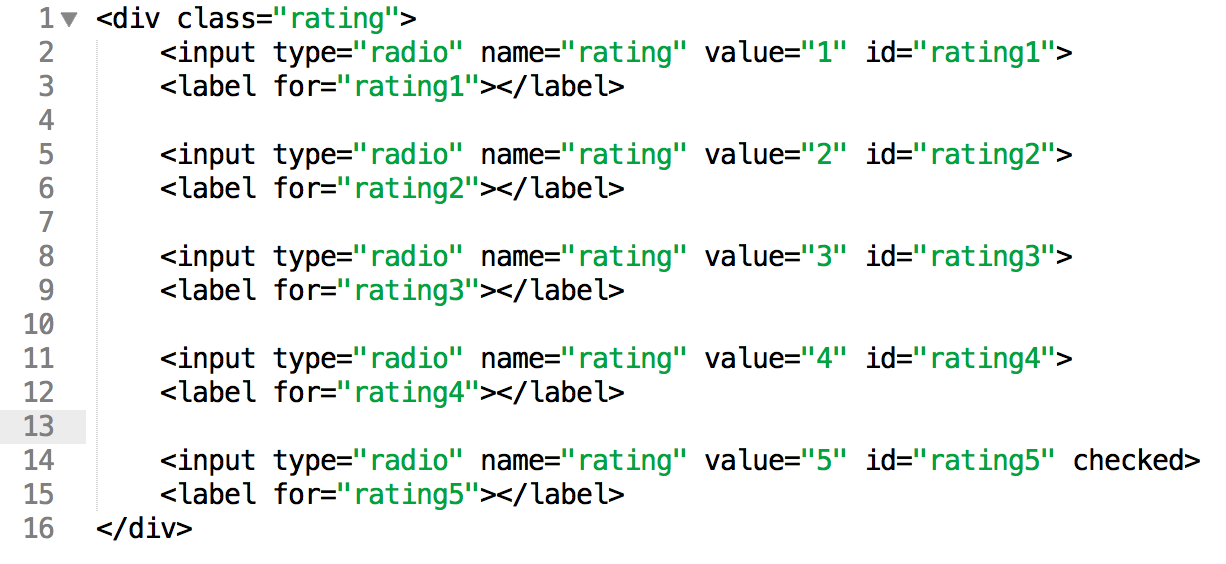 1 <div class="rating">
2 <input type="radio" name="rating" value="1" id="rating1">
3 <label for="rating1"></label>
4
5 <input type="radio" name="rating" value="2" id="rating2">
6 <label for="rating2"></label>
7
8 <input type="radio" name="rating" value="3" id="rating3">
9 <label for="rating3"></label>
10
11 <input type="radio" name="rating" value="4" id="rating4">
12 <label for="rating4"></label>
13
14 <input type="radio" name="rating" value="5" id="rating5" checked>
15 <label for="rating5"></label>
16 </div>